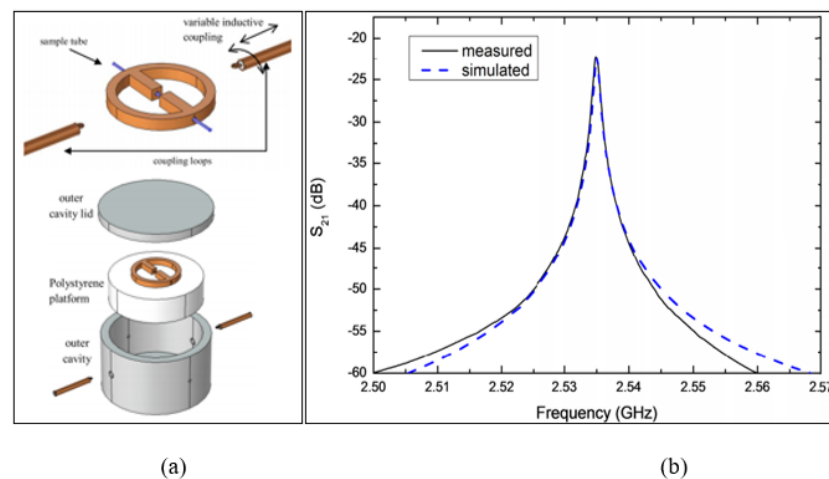 variable inductive
coupling
sample tube
coupling loops
outer
cavity lid
Polystyrene
platform
outer
cavity
measured
simulated
-20
-25
-30
-35
-40
-45
-50
-55
-60
S21 (dB)
2.50
2.51
2.52
2.53
2.54
2.55
2.56
2.57
Frequency (GHz)
(a)
(b)